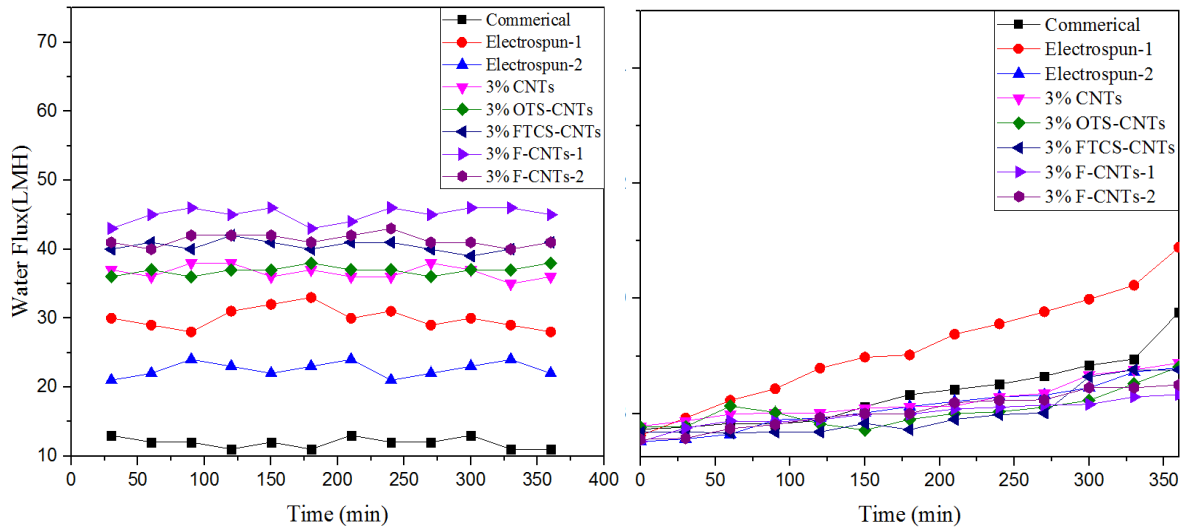 Water Flux(LMH)
70
60
50
40
30
20
10
0
50
100
150
200
250
300
350
400
Time (min)
Commerical
Electrospun-1
Electrospun-2
3% CNTs
3% OTS-CNTs
3% FTCS-CNTs
3% F-CNTs-1
3% F-CNTs-2
Commerical
Electrospun-1
Electrospun-2
3% CNTs
3% OTS-CNTs
3% FTCS-CNTs
3% F-CNTs-1
3% F-CNTs-2
0
50
100
150
200
250
300
350
Time (min)